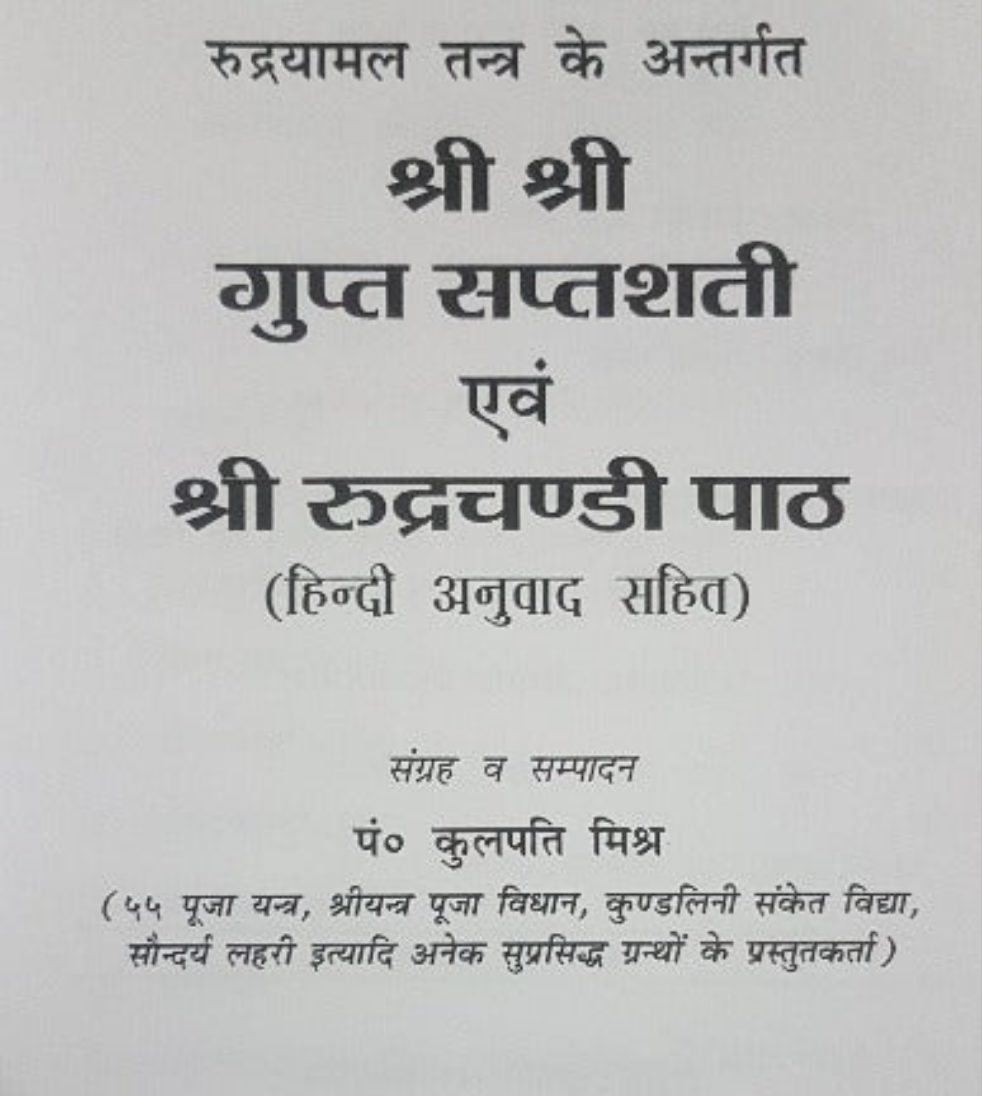 रुद्रयामल तन्त्र के अन्तर्गत
श्री श्री
गुप्त सप्तशती
एवं
श्री रुद्रचण्डी पाठ
(हिन्दी अनुवाद सहित)
संग्रह व सम्पादन
पं० कुलपति मिश्र
(५५ पूजा यन्त्र, श्रीयन्त्र पूजा विधान, कुण्डलिनी संकेत विद्या,
सौन्दर्य लहरी इत्यादि अनेक सुप्रसिद्ध ग्रन्थों के प्रस्तुतकर्ता)